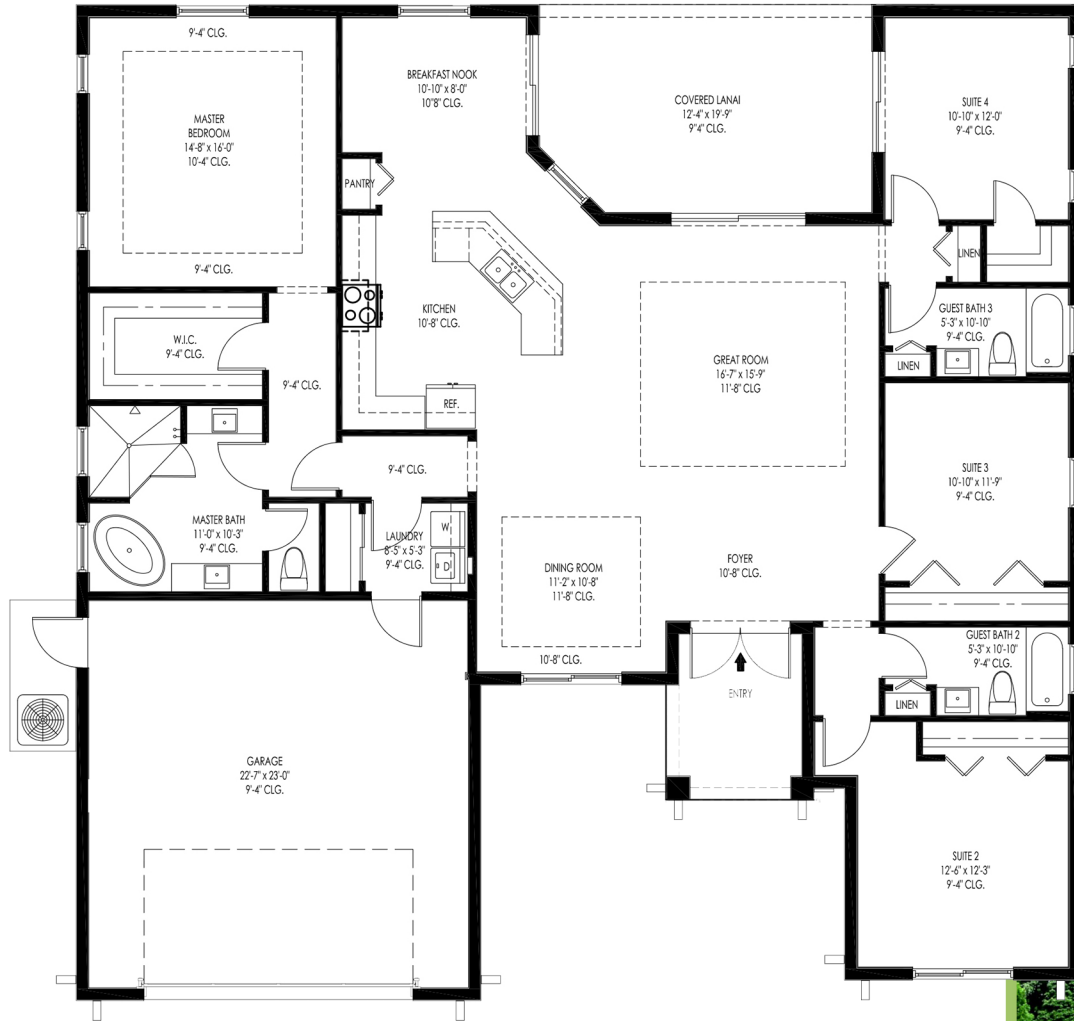 9'-4" CLG.
MASTER
BEDROOM
14'-8" x 16'-0"
10'-4" CLG.
9'-4" CLG.
BREAKFAST NOOK
10'-10" x 8'-0"
10"8" CLG.
COVERED LANAI
12'-4" x 19'-9"
9"4" CLG.
SUITE 4
10'-10" x 12'-0"
9'-4" CLG.
PANTRY
LINEN
KITCHEN
10'-8" CLG.
GUEST BATH 3
5'-3" x 10'-10"
9'-4" CLG.
LINEN
W.I.C.
9'-4" CLG.
9'-4" CLG.
GREAT ROOM
16'-7" x 15'-9"
11'-8" CLG
REF.
9'-4" CLG.
SUITE 3
10'-10" x 11'-9"
9'-4" CLG.
MASTER BATH
11'-0" x 10'-3"
9'-4" CLG.
LAUNDRY
8'-5" x 5'-3"
9'-4" CLG.
W
D
DINING ROOM
11'-2" x 10'-8"
11'-8" CLG.
10'-8" CLG.
FOYER
10'-8" CLG.
GUEST BATH 2
5'-3" x 10'-10"
9'-4" CLG.
LINEN
ENTRY
GARAGE
22'-7" x 23'-0"
9'-4" CLG.
SUITE 2
12'-6" x 12'-3"
9'-4" CLG.